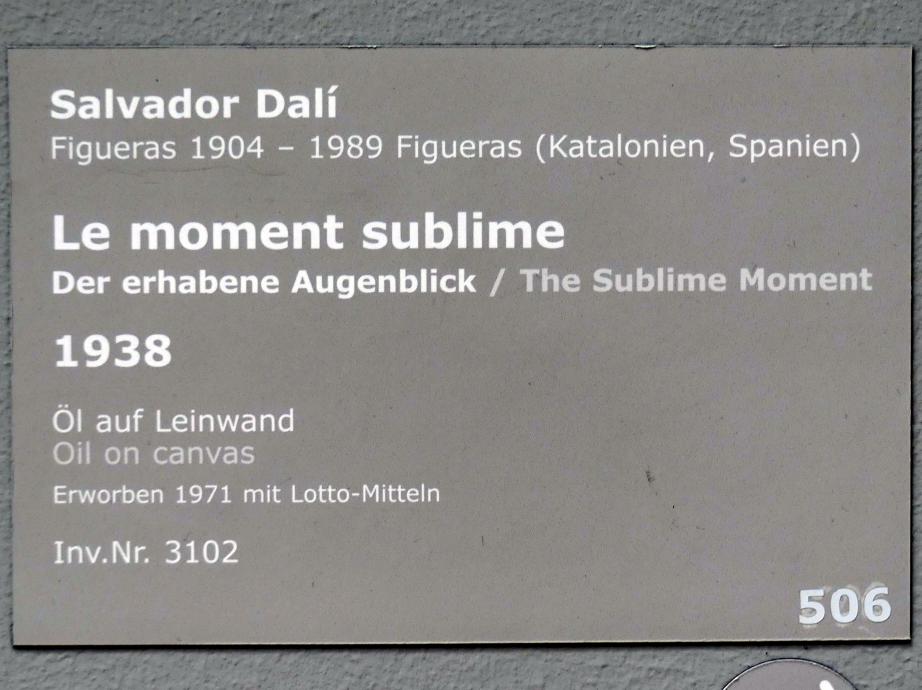 Salvador Dalí
Figueras 1904 – 1989 Figueras (Katalonien, Spanien)
Le moment sublime
Der erhabene Augenblick / The Sublime Moment
1938
Öl auf Leinwand
Oil on canvas
Erworben 1971 mit Lotto-Mitteln
Inv.Nr. 3102
506